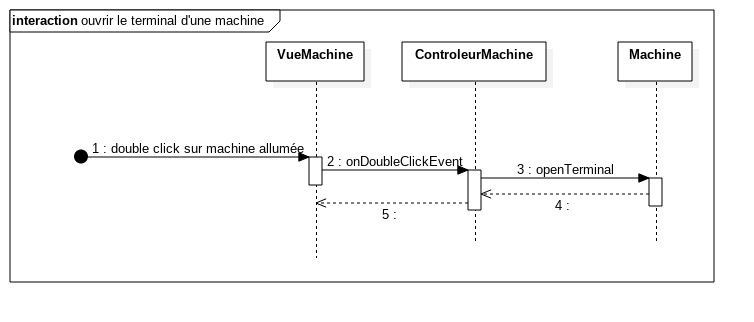 interaction ouvrir le terminal d'une machine
VueMachine
ControleurMachine
Machine
1 : double click sur machine allumée
2 : onDoubleClickEvent
3 : openTerminal
4 :
5 :